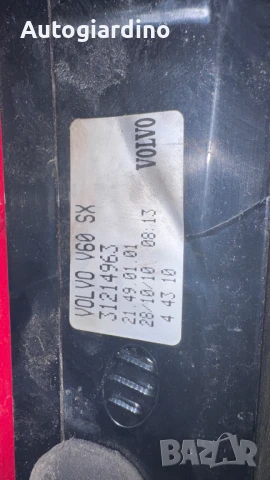 Autogiardino
VOLVO V60 SX
31214963
21.49.01.01
28/10/10 08:13
4 43 10
VOLVO
BAZAR